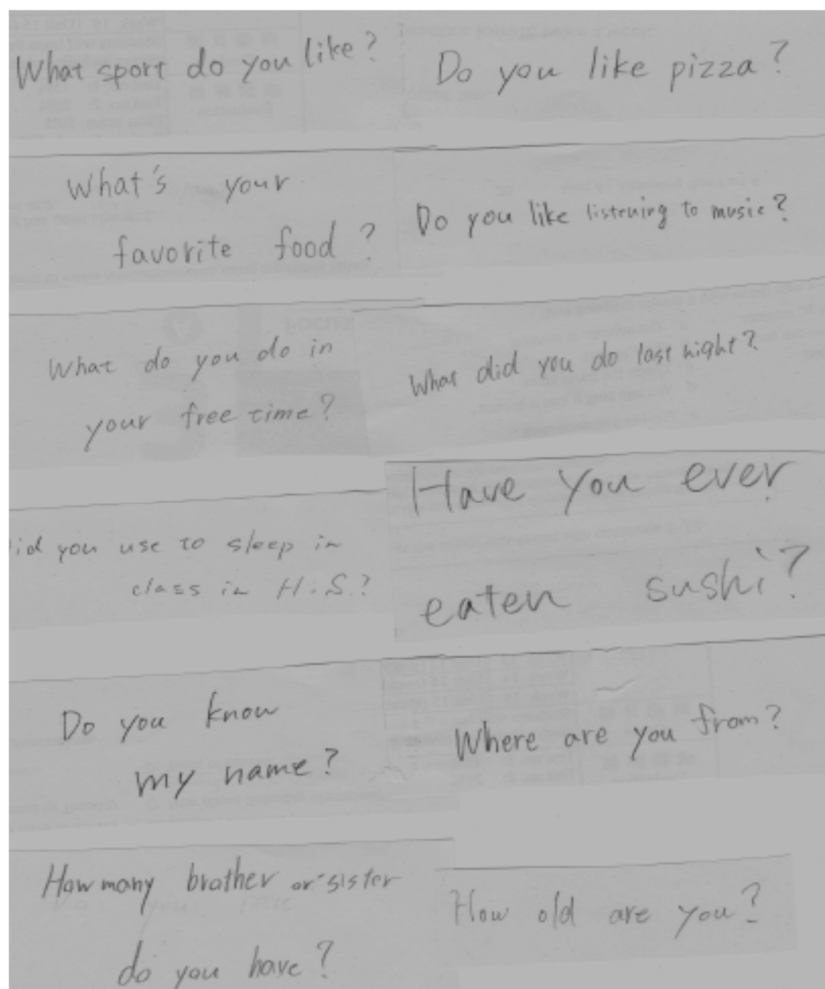 What sport do you like?
Do you like pizza?
What's your
favorite food?
Do you like listening to music?
What do you do in
your free time?
What did you do last night?
id you use to sleep in
class in H.S?
Have you ever
eaten sushi?
Do you know
my name?
Where are you from?
How many brother or sister
do you have?
How old are you?